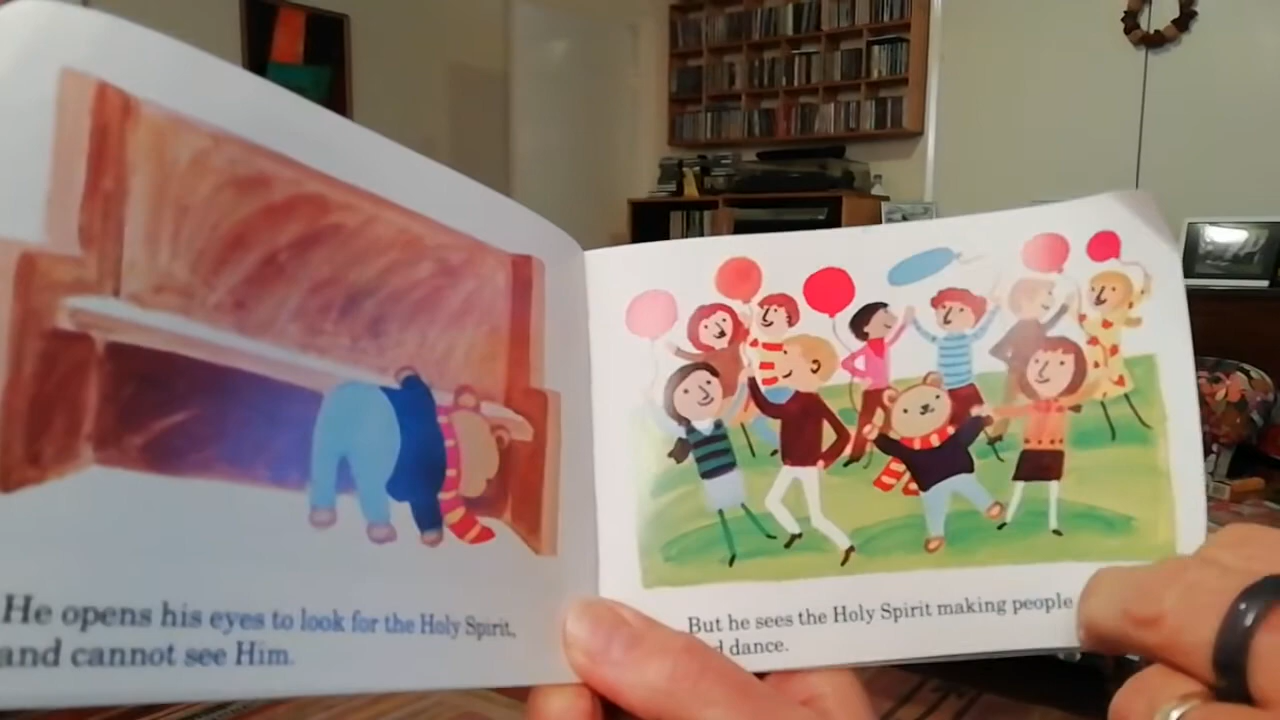 He opens his eyes to look for the Holy Spirit,
and cannot see Him.
But he sees the Holy Spirit making people
dance.